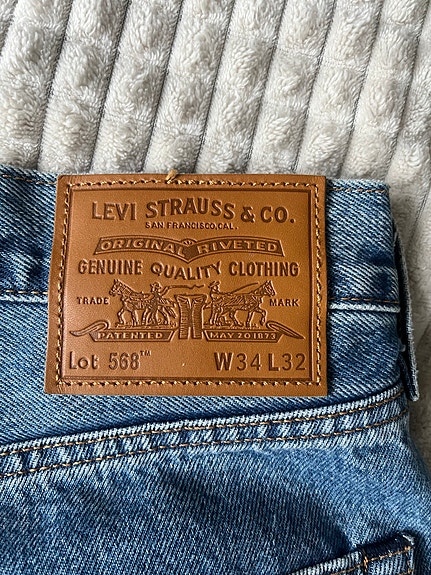 LEVI STRAUSS & CO.
SAN FRANCISCO,CAL.
ORIGINAL RIVETED
GENUINE QUALITY CLOTHING
TRADE MARK
PATENTED MAY 20 1873
Lot 568™ W34 L32